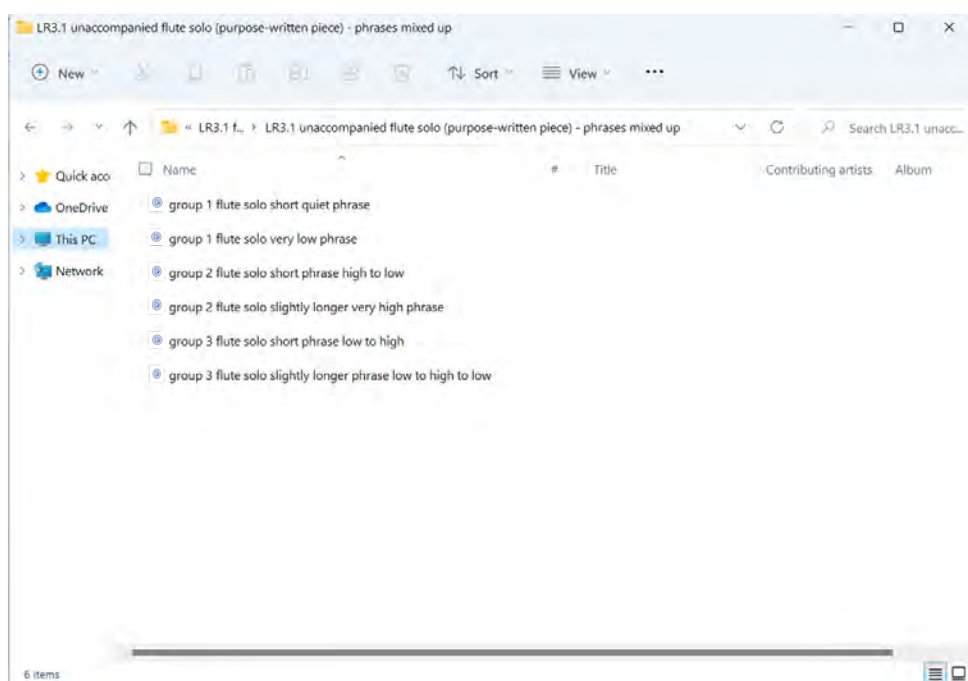 LR3.1 unaccompanied flute solo (purpose-written piece) - phrases mixed up
New Sort View ...
« LR3.1 f... > LR3.1 unaccompanied flute solo (purpose-written piece) - phrases mixed up Search LR3.1 unacc...
Name # Title Contributing artists Album
Quick acc
OneDrive
This PC
Network
group 1 flute solo short quiet phrase
group 1 flute solo very low phrase
group 2 flute solo short phrase high to low
group 2 flute solo slightly longer very high phrase
group 3 flute solo short phrase low to high
group 3 flute solo slightly longer phrase low to high to low
6 items